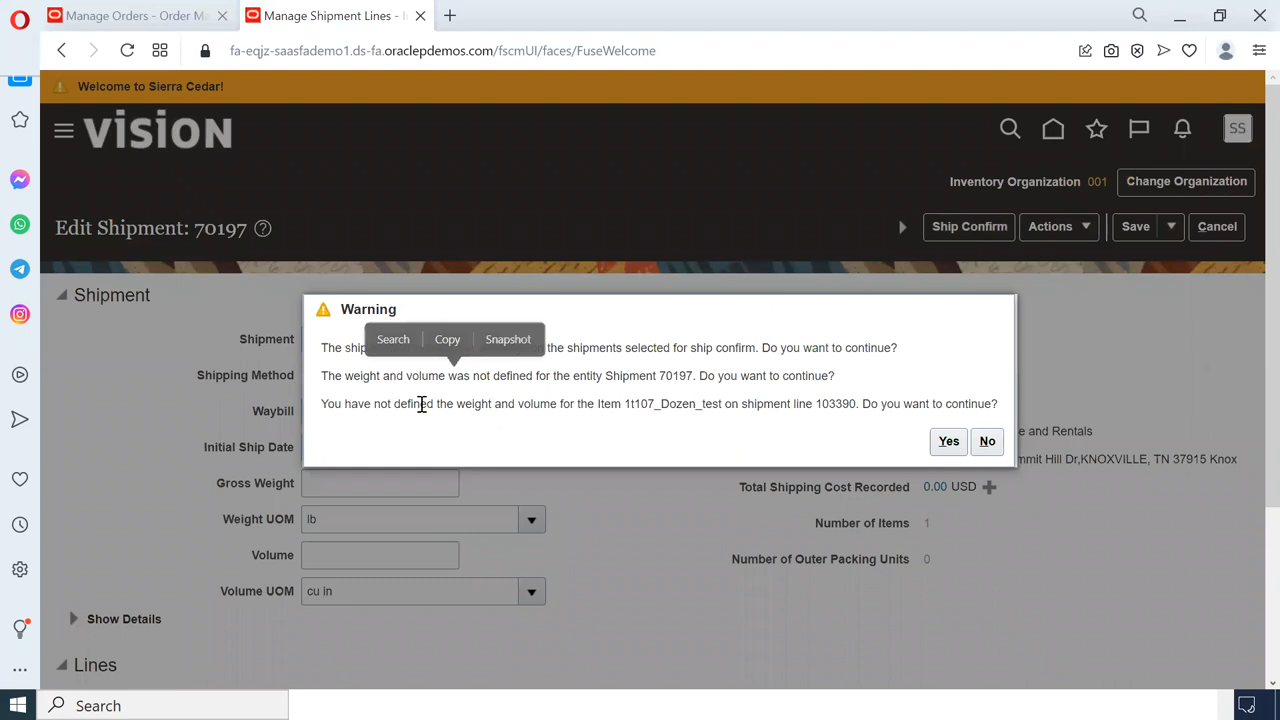 Manage Orders - Order Ma
Manage Shipment Lines - I
fa-eqjz-saasfademo1.ds-fa.oraclepdemos.com/fscmUI/faces/FuseWelcome
Welcome to Sierra Cedar!
VISION
SS
Inventory Organization 001 Change Organization
Edit Shipment: 70197
Ship Confirm Actions Save Cancel
Shipment
Warning
Search Copy Snapshot
The ship the shipments selected for ship confirm. Do you want to continue?
The weight and volume was not defined for the entity Shipment 70197. Do you want to continue?
You have not defined the weight and volume for the Item 1t107_Dozen_test on shipment line 103390. Do you want to continue?
Yes No
Shipment
Shipping Method
Waybill
Initial Ship Date
Gross Weight
Weight UOM lb
Volume
Volume UOM cu in
e and Rentals
mmit Hill Dr,KNOXVILLE, TN 37915 Knox
Total Shipping Cost Recorded 0.00 USD
Number of Items 1
Number of Outer Packing Units 0
Show Details
Lines
Search